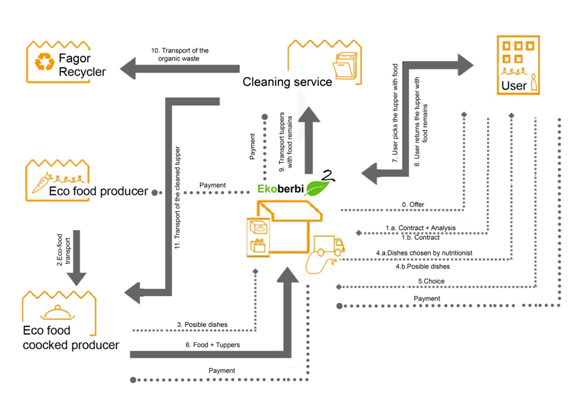 10. Transport of the
organic waste
Fagor
Recycler
Cleaning service
User
7. User picks the tupper with food
8. User returns the tupper with
food remains
Payment
9. Transport tuppers
with food remains
11. Transport of the cleaned tupper
Eco food producer
Payment
Ekoberbi 2
0. Offer
1.a. Contract + Analysis
1.b. Contract
2.Eco-food
transport
4.a.Dishes chosen by nutritionist
4.b.Posible dishes
5.Choice
Payment
Eco food
coocked producer
3. Posible dishes
6. Food + Tuppers
Payment